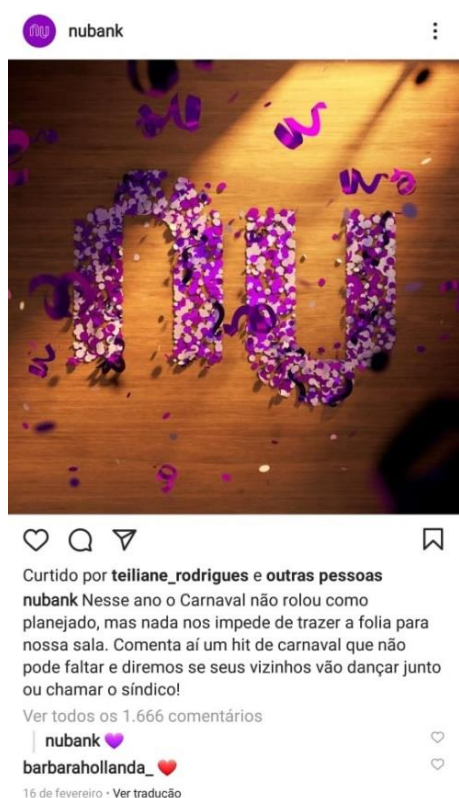 nu
nubank
nu
Curtido por teiliane_rodrigues e outras pessoas
nubank Nesse ano o Carnaval não rolou como
planejado, mas nada nos impede de trazer a folia para
nossa sala. Comenta aí um hit de carnaval que não
pode faltar e diremos se seus vizinhos vão dançar junto
ou chamar o síndico!
Ver todos os 1.666 comentários
nubank 💜
barbarahollanda_ ❤️
16 de fevereiro • Ver tradução